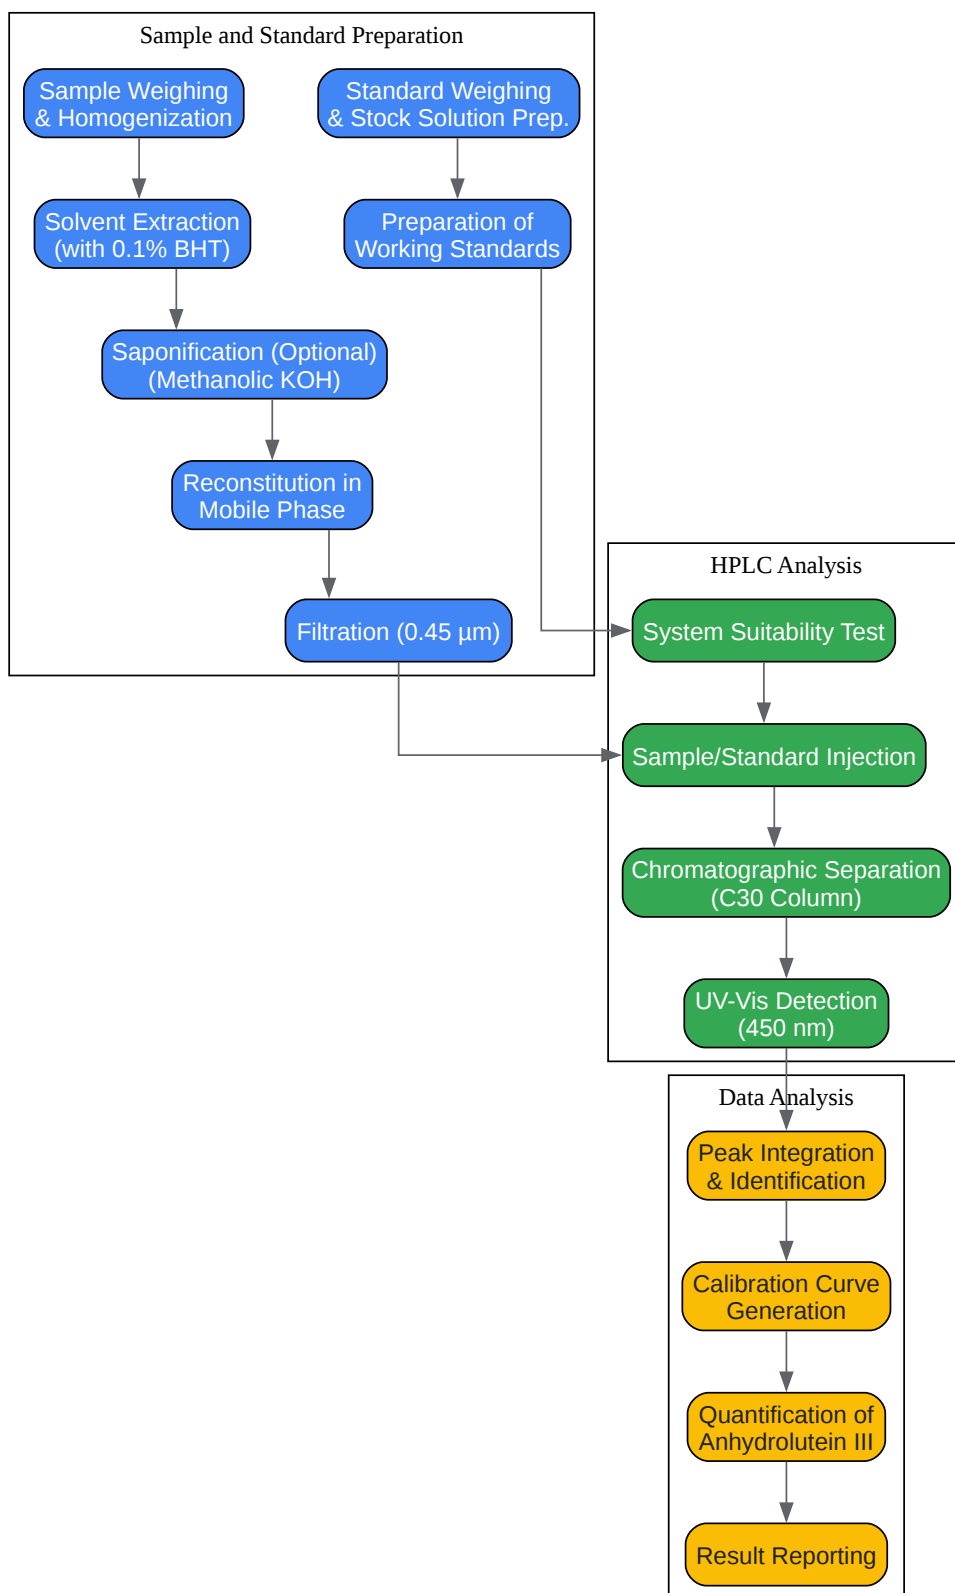 Sample and Standard Preparation
Sample Weighing
& Homogenization
Standard Weighing
& Stock Solution Prep.
Solvent Extraction
(with 0.1% BHT)
Preparation of
Working Standards
Saponification (Optional)
(Methanolic KOH)
Reconstitution in
Mobile Phase
Filtration (0.45 µm)
HPLC Analysis
System Suitability Test
Sample/Standard Injection
Chromatographic Separation
(C30 Column)
UV-Vis Detection
(450 nm)
Data Analysis
Peak Integration
& Identification
Calibration Curve
Generation
Quantification of
Anhydrolutein III
Result Reporting